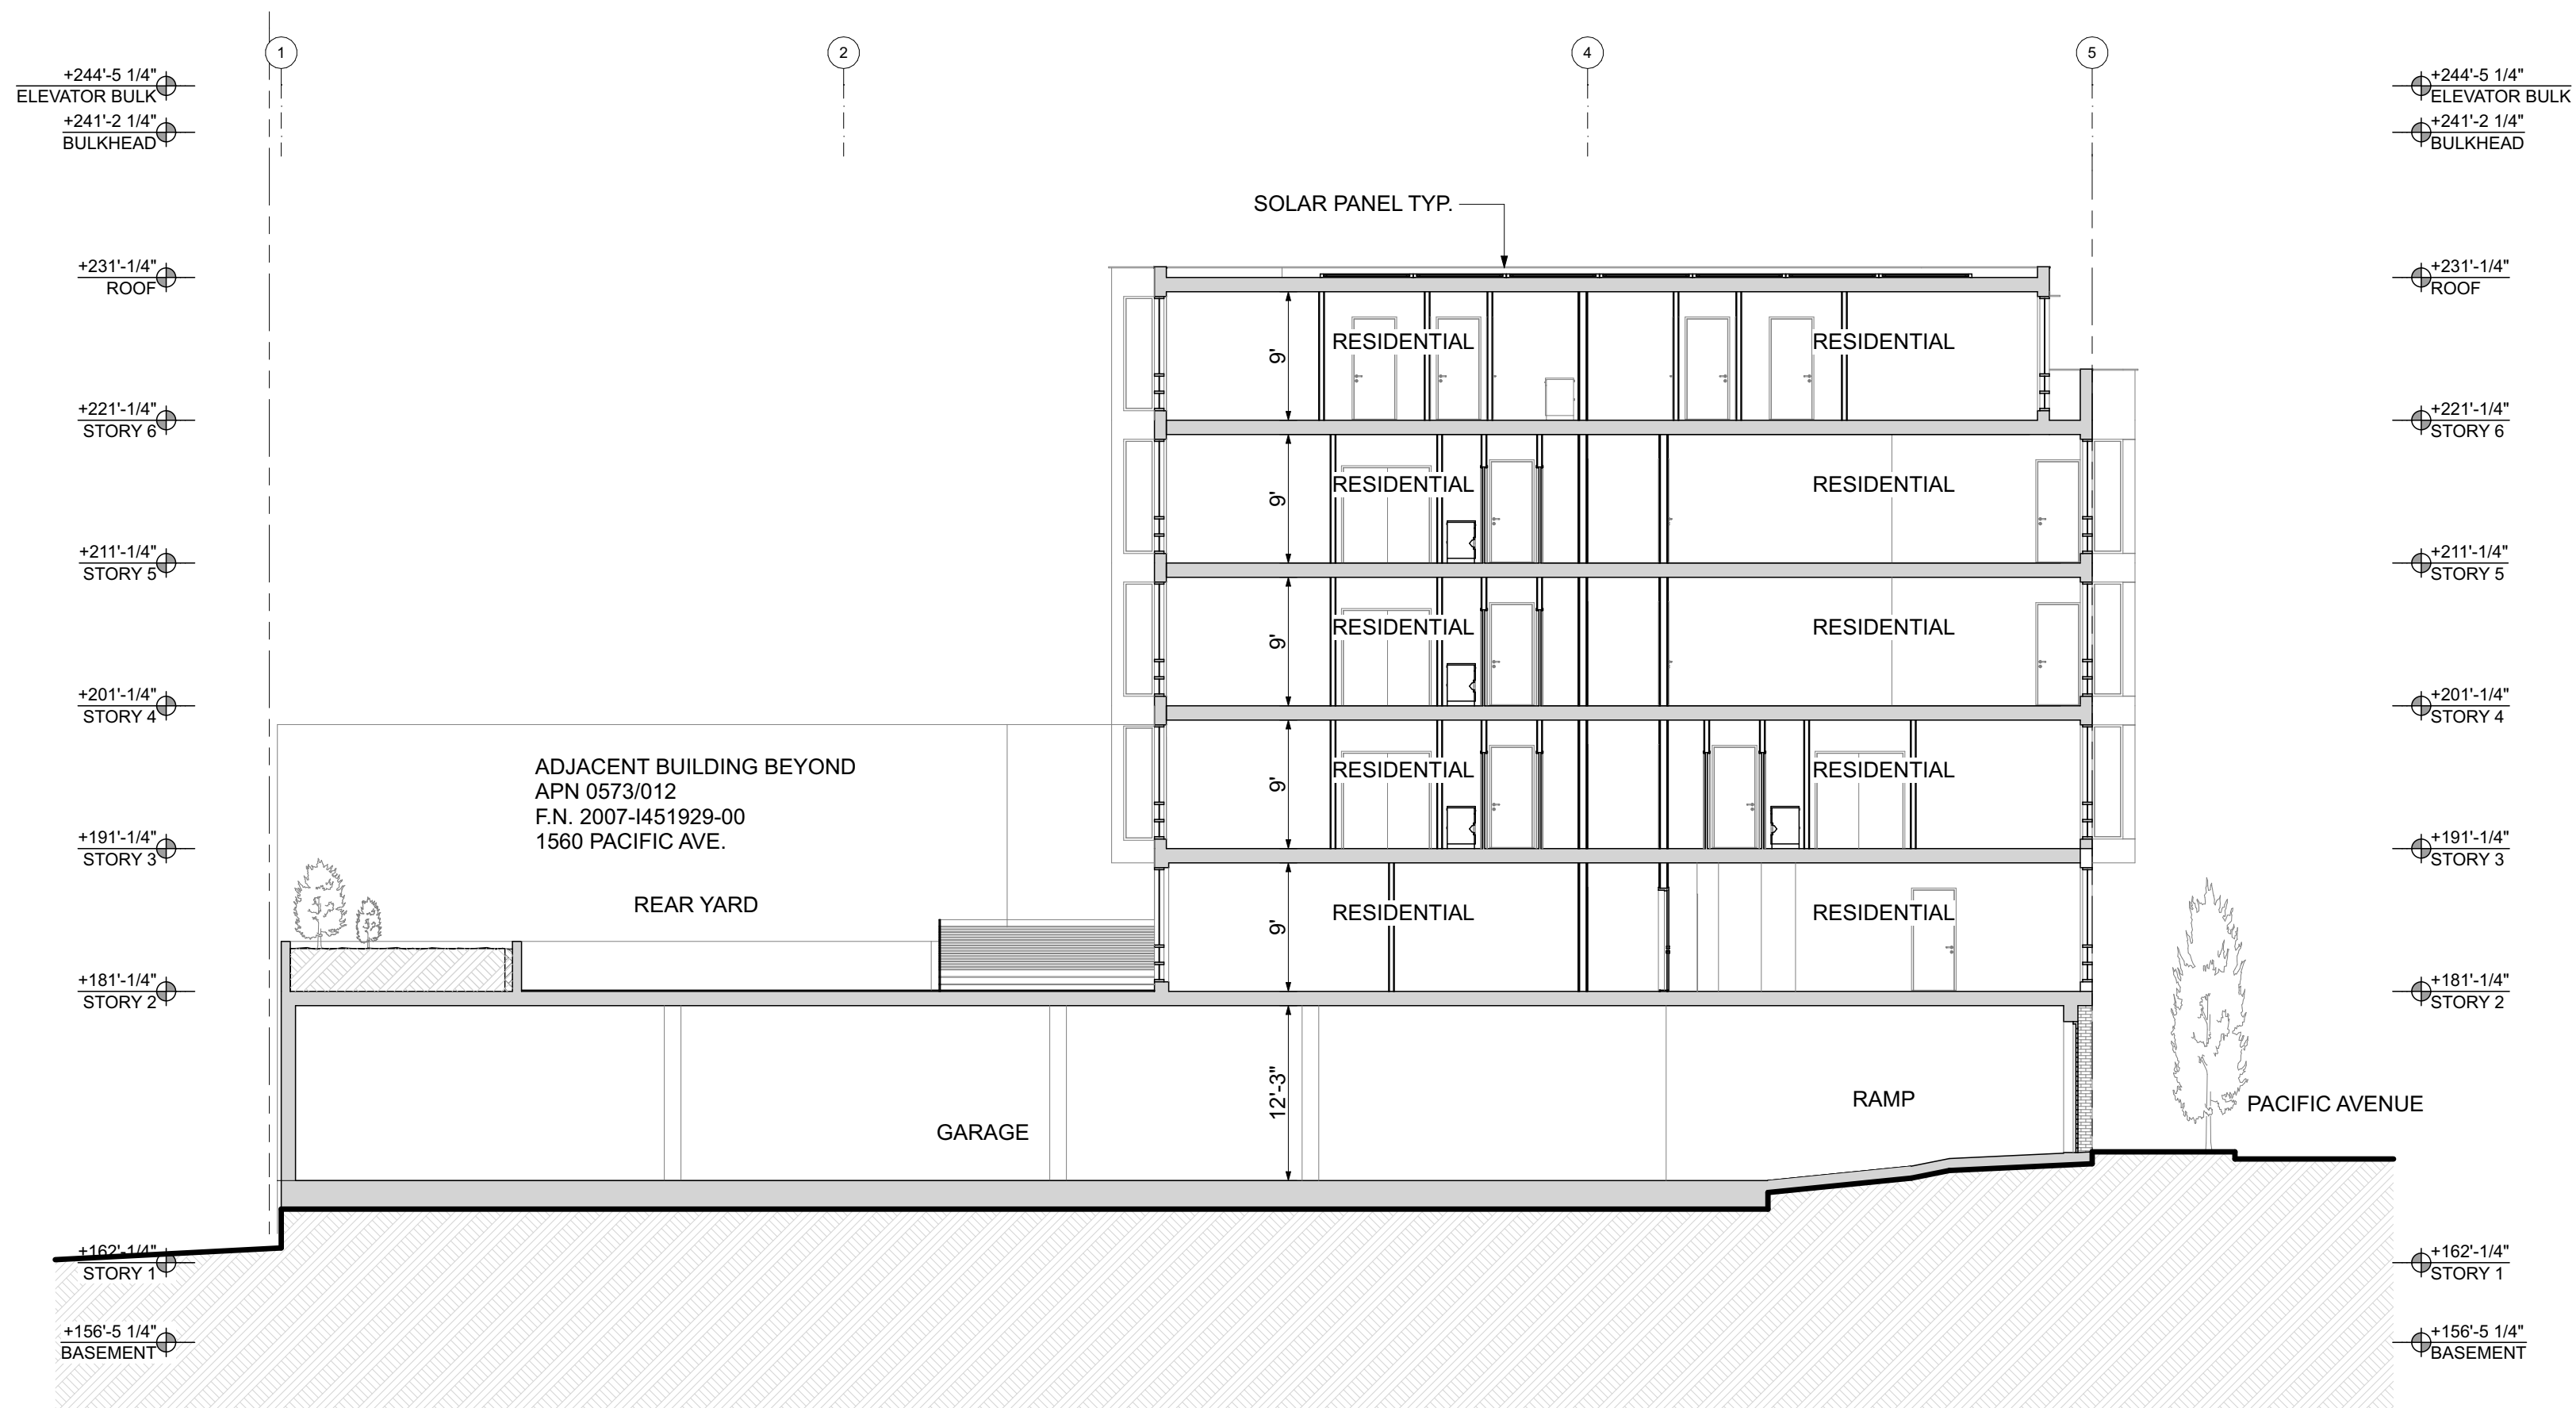 1
2
4
5
+244'-5 1/4"
ELEVATOR BULK
+244'-5 1/4"
ELEVATOR BULK
+241'-2 1/4"
BULKHEAD
+241'-2 1/4"
BULKHEAD
SOLAR PANEL TYP.
+231'-1/4"
ROOF
+231'-1/4"
ROOF
9'
RESIDENTIAL
RESIDENTIAL
+221'-1/4"
STORY 6
+221'-1/4"
STORY 6
9'
RESIDENTIAL
RESIDENTIAL
+211'-1/4"
STORY 5
+211'-1/4"
STORY 5
9'
RESIDENTIAL
RESIDENTIAL
+201'-1/4"
STORY 4
+201'-1/4"
STORY 4
ADJACENT BUILDING BEYOND
APN 0573/012
F.N. 2007-I451929-00
1560 PACIFIC AVE.
9'
RESIDENTIAL
RESIDENTIAL
+191'-1/4"
STORY 3
+191'-1/4"
STORY 3
REAR YARD
9'
RESIDENTIAL
RESIDENTIAL
+181'-1/4"
STORY 2
+181'-1/4"
STORY 2
12'-3"
GARAGE
RAMP
PACIFIC AVENUE
+162'-1/4"
STORY 1
+162'-1/4"
STORY 1
+156'-5 1/4"
BASEMENT
+156'-5 1/4"
BASEMENT